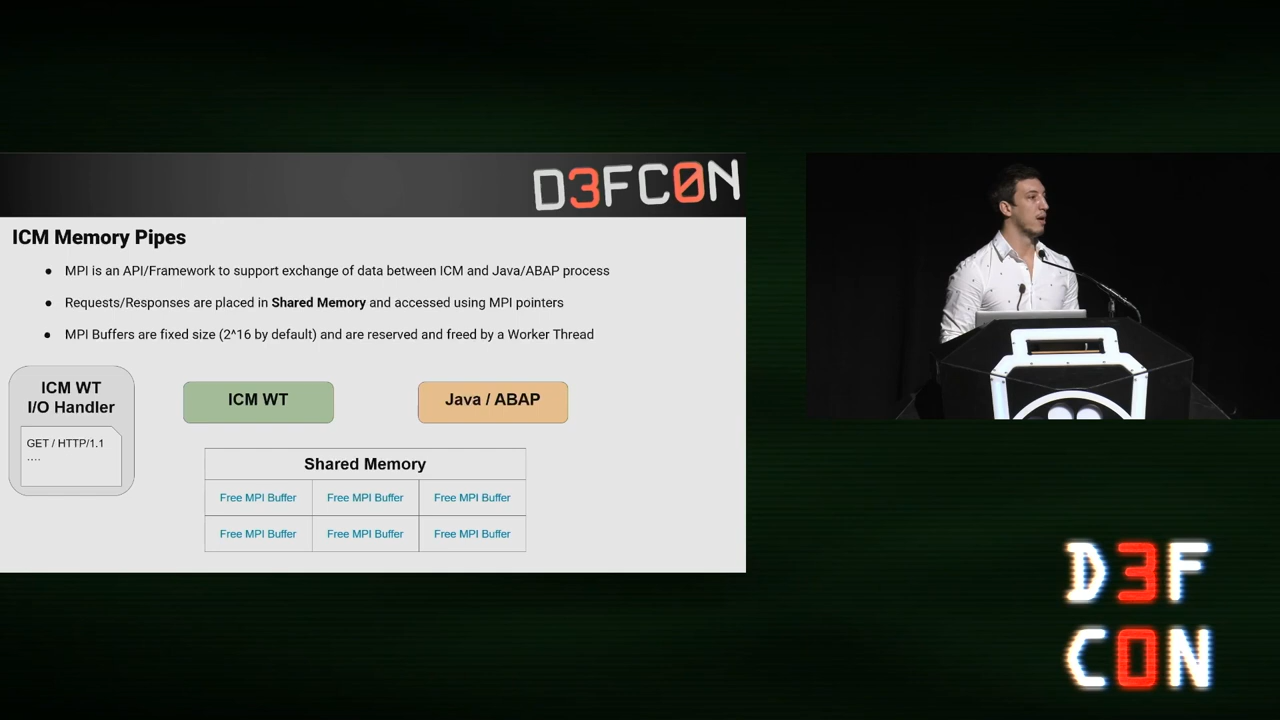 D3FC0N
ICM Memory Pipes
● MPI is an API/Framework to support exchange of data between ICM and Java/ABAP process
● Requests/Responses are placed in Shared Memory and accessed using MPI pointers
● MPI Buffers are fixed size (2^16 by default) and are reserved and freed by a Worker Thread
ICM WT
I/O Handler
GET / HTTP/1.1
....
ICM WT
Java / ABAP
Shared Memory
Free MPI Buffer Free MPI Buffer Free MPI Buffer
Free MPI Buffer Free MPI Buffer Free MPI Buffer
D3F
C0N